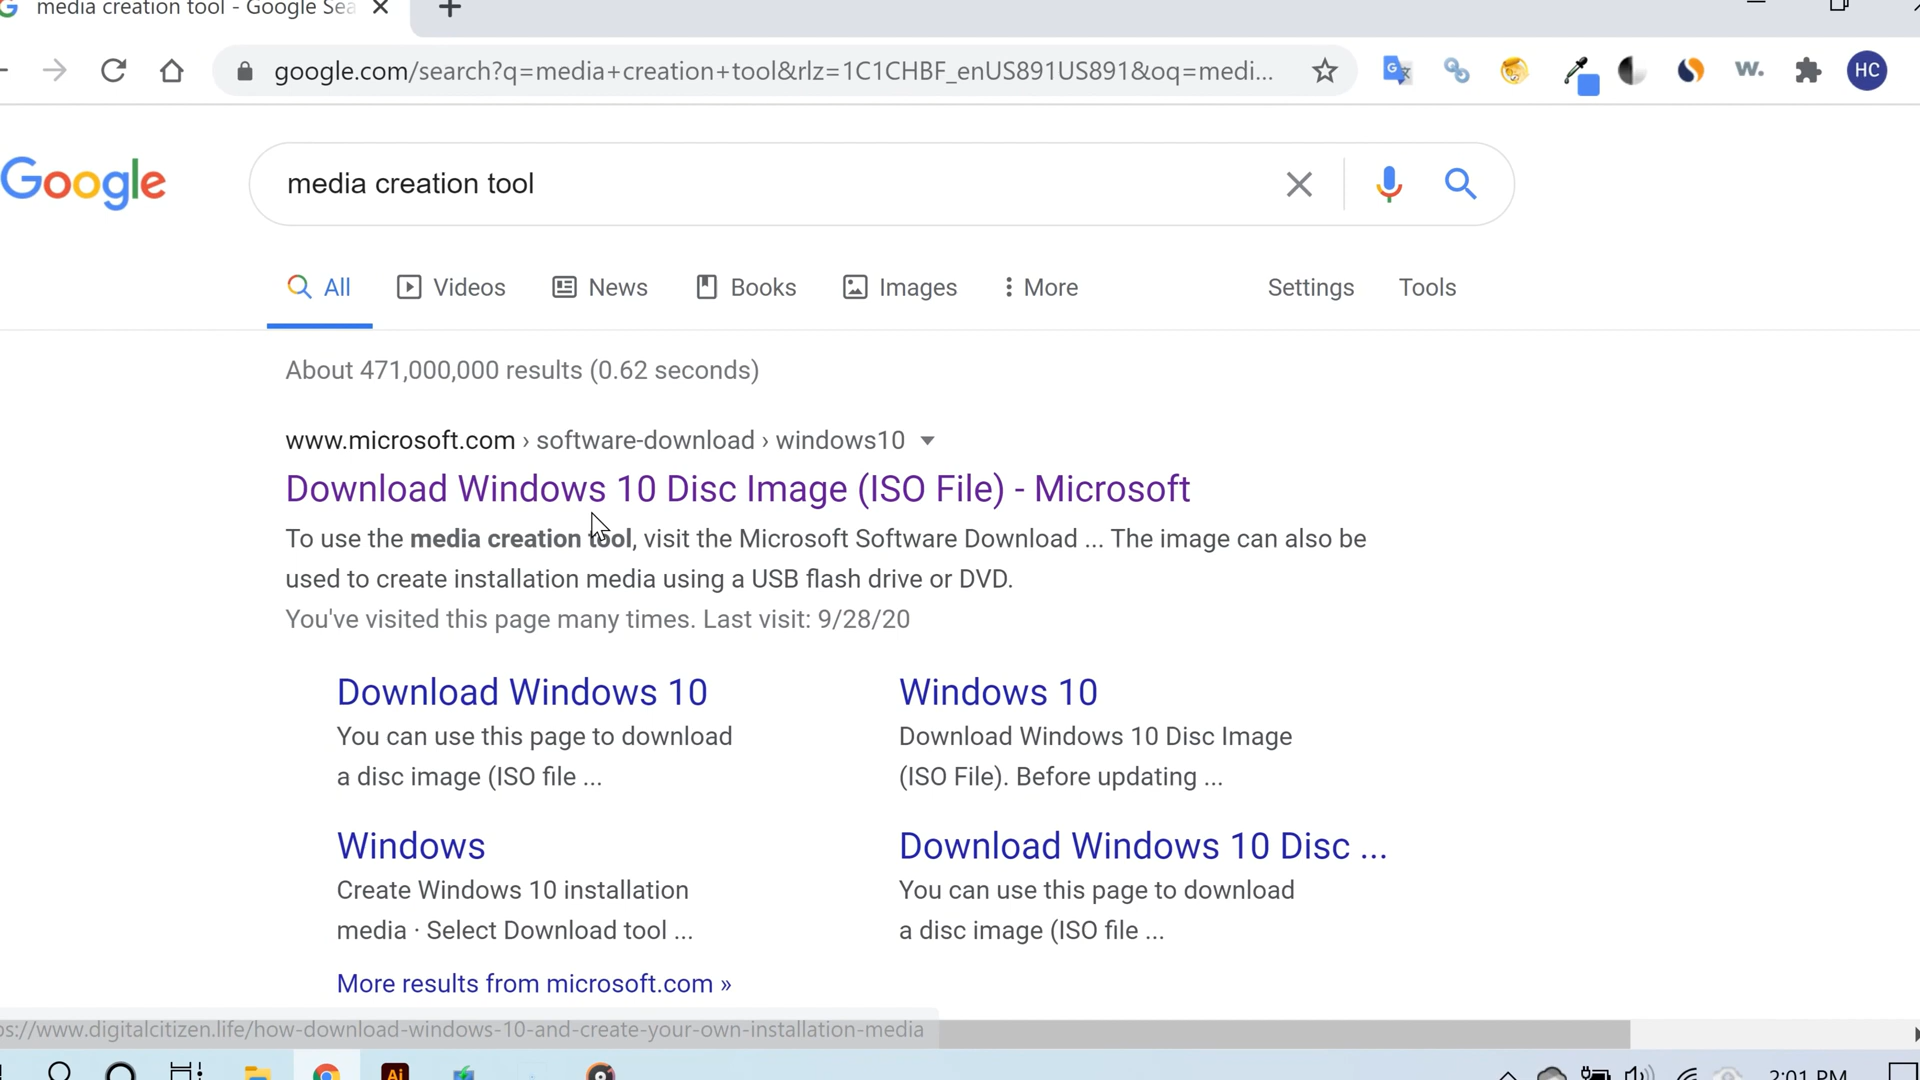 media creation tool - Google Sea
google.com/search?q=media+creation+tool&rlz=1C1CHBF_enUS891US891&oq=medi...
w.
HC
Google
media creation tool
All
Videos
News
Books
Images
More
Settings
Tools
About 471,000,000 results (0.62 seconds)
www.microsoft.com › software-download › windows10
Download Windows 10 Disc Image (ISO File) - Microsoft
To use the media creation tool, visit the Microsoft Software Download ... The image can also be
used to create installation media using a USB flash drive or DVD.
You've visited this page many times. Last visit: 9/28/20
Download Windows 10
You can use this page to download
a disc image (ISO file ...
Windows 10
Download Windows 10 Disc Image
(ISO File). Before updating ...
Windows
Create Windows 10 installation
media · Select Download tool ...
Download Windows 10 Disc ...
You can use this page to download
a disc image (ISO file ...
More results from microsoft.com »
ps://www.digitalcitizen.life/how-download-windows-10-and-create-your-own-installation-media
Ai
2:01 PM